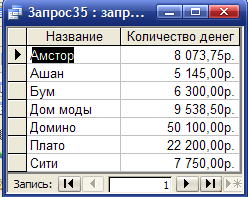 Запрос35 : запр...
Название Количество денег
Амстор 8 073,75р.
Ашан 5 145,00р.
Бум 6 300,00р.
Дом моды 9 538,50р.
Домино 50 100,00р.
Плато 22 200,00р.
Сити 7 750,00р.
Запись: 1